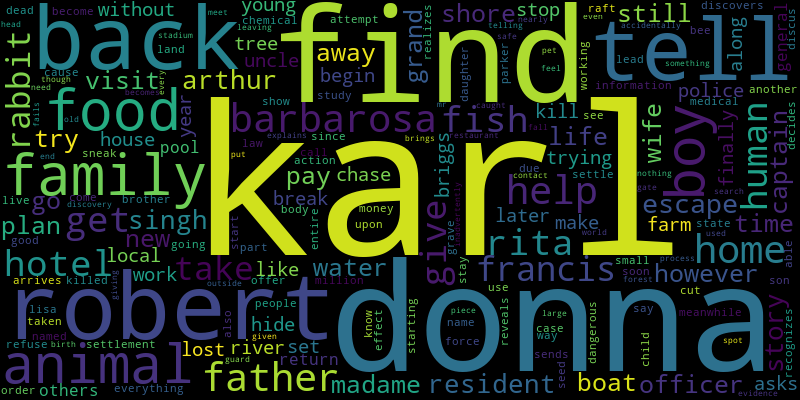 back find tell
karl
donna
robert
food
family
animal
rabbit
boy
home
help
get
give
take
hotel
father
rita
francis
barbarosa
fish
shore
still
arthur
visit
singh
human
captain
officer
resident
madame
boat
water
escape
life
wife
however
story
time
pay
chase
try
away
without
young
tree
uncle
begin
grand
along
stop
police
kill
trying
briggs
later
make
farm
plan
go
new
local
work
like
hide
lost
river
set
return
house
pool
year
break
body
money
upon
entire
since
action
study
show
chemical
attempt
realizes
daughter
parker
working
lead
bee
land
cause
sneak
brother
live
good
arrives
killed
lisa
taken
named
refuse
birth
settlement
order
others
everything
people
offer
million
also
giving
outside
given
guard
know
effect
starting
piece
name
force
sends
use
reveals
case
way
large
dangerous
seed
say
child
cut
meanwhile
spot
evidence
recognizes
asks
son
able
soon
small
state
used
process
search
gate
nothing
contact
settle
due
see
stay
grave
law
call
explains
restaurant
brings
caught
mr
fall
put
start
part
going
come
discovery
end
old
need
though
fails
head
dead
become
becomes
every
stadium
leaving
telling
nearly
meet
raft
even
safe
pet
feel
something
information
medical
another
decides
discovers
accidentally
general
discus
finally
world
forest